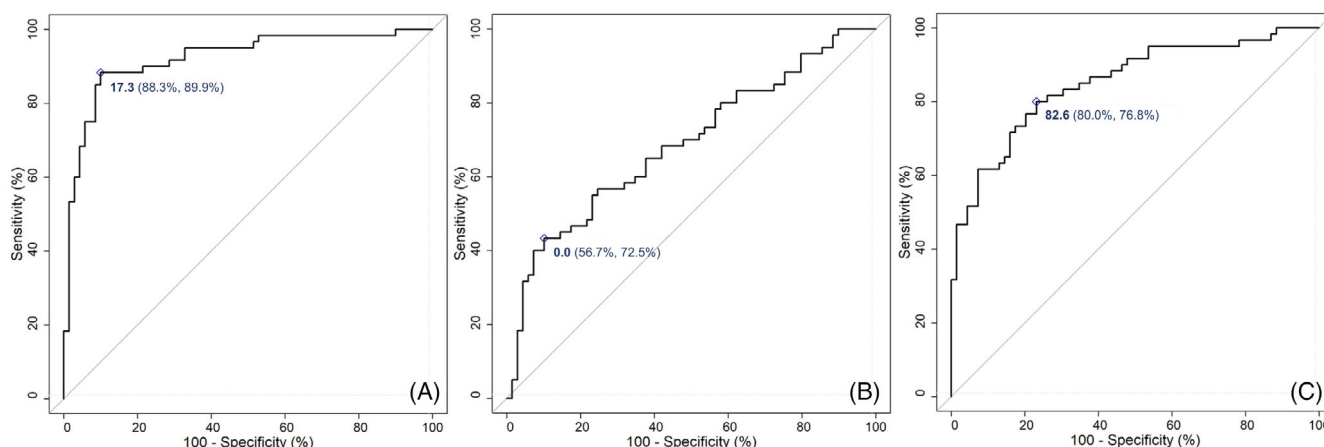 100
80
60
40
20
0
Sensitivity (%)
17.3 (88.3%, 89.9%)
(A)
0 20 40 60 80 100
100 - Specificity (%)
100
80
60
40
20
0
Sensitivity (%)
0.0 (56.7%, 72.5%)
(B)
0 20 40 60 80 100
100 - Specificity (%)
100
80
60
40
20
0
Sensitivity (%)
82.6 (80.0%, 76.8%)
(C)
0 20 40 60 80 100
100 - Specificity (%)